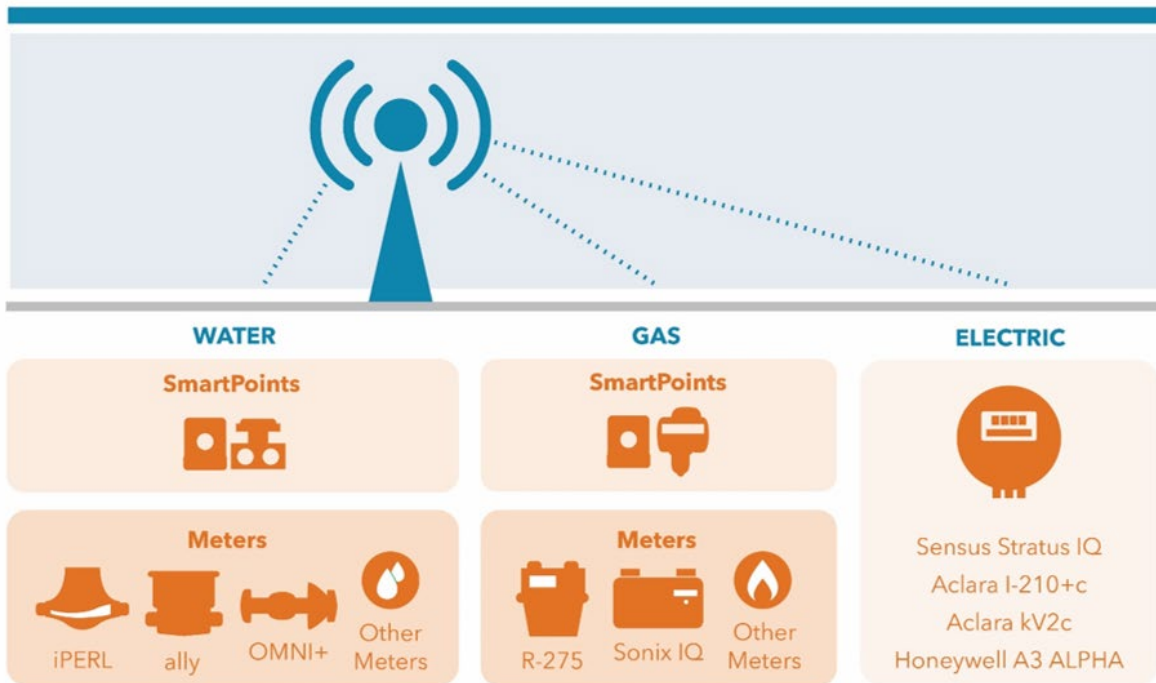 WATER
SmartPoints
Meters
iPERL
ally
OMNI+
Other
Meters
GAS
SmartPoints
Meters
R-275
Sonix IQ
Other
Meters
ELECTRIC
Sensus Stratus IQ
Aclara I-210+c
Aclara kV2c
Honeywell A3 ALPHA